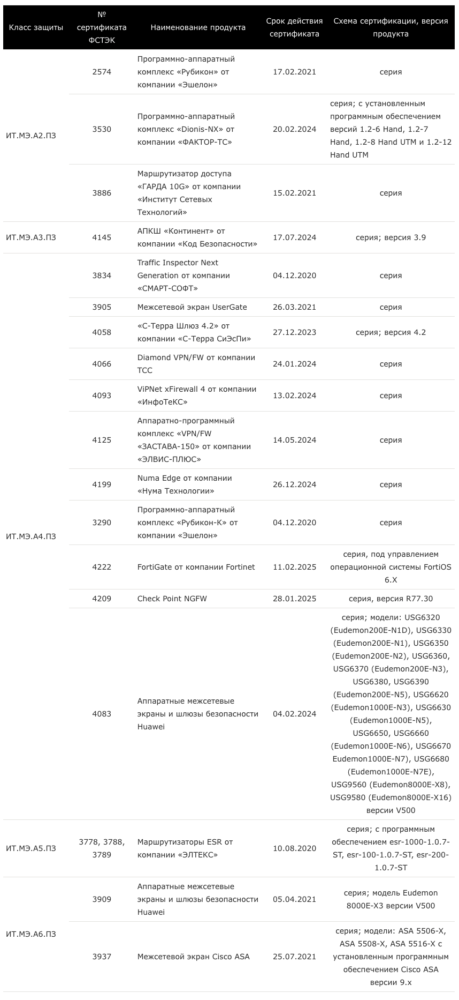 Класс защиты
№
сертификата
ФСТЭК
Наименование продукта
Срок действия
сертификата
Схема сертификации, версия
продукта
ИТ.МЭ.А2.ПЗ
2574
Программно-аппаратный
комплекс «Рубикон» от
компании «Эшелон»
17.02.2021
серия
3530
Программно-аппаратный
комплекс «Dionis-NX» от
компании «ФАКТОР-ТС»
20.02.2024
серия; с установленным
программным обеспечением
версий 1.2-6 Hand, 1.2-7
Hand, 1.2-8 Hand UTM и 1.2-12
Hand UTM
3886
Маршрутизатор доступа
«ГАРДА 10G» от компании
«Институт Сетевых
Технологий»
15.02.2021
серия
ИТ.МЭ.А3.ПЗ
4145
АПКШ «Континент» от
компании «Код Безопасности»
17.07.2024
серия; версия 3.9
ИТ.МЭ.А4.ПЗ
3834
Traffic Inspector Next
Generation от компании
«СМАРТ-СОФТ»
04.12.2020
серия
3905
Межсетевой экран UserGate
26.03.2021
серия
4058
«С-Терра Шлюз 4.2» от
компании «С-Терра СиЭсПи»
27.12.2023
серия; версия 4.2
4066
Diamond VPN/FW от компании
ТСС
24.01.2024
серия
4093
ViPNet xFirewall 4 от компании
«ИнфоТеКС»
13.02.2024
серия
4125
Аппаратно-программный
комплекс «VPN/FW
«ЗАСТАВА-150» от компании
«ЭЛВИС-ПЛЮС»
14.05.2024
серия
4199
Numa Edge от компании
«Нума Технологии»
26.12.2024
серия
3290
Программно-аппаратный
комплекс «Рубикон-К» от
компании «Эшелон»
04.12.2020
серия
4222
FortiGate от компании Fortinet
11.02.2025
серия, под управлением
операционной системы FortiOS
6.X
4209
Check Point NGFW
28.01.2025
серия, версия R77.30
4083
Аппаратные межсетевые
экраны и шлюзы безопасности
Huawei
04.02.2024
серия; модели: USG6320
(Eudemon200E-N1D), USG6330
(Eudemon200E-N1), USG6350
(Eudemon200E-N2), USG6360,
USG6370 (Eudemon200E-N3),
USG6380, USG6390
(Eudemon200E-N5), USG6620
(Eudemon1000E-N3), USG6630
(Eudemon1000E-N5),
USG6650, USG6660
(Eudemon1000E-N6), USG6670
Eudemon1000E-N7), USG6680
(Eudemon1000E-N7E),
USG9560 (Eudemon8000E-X8),
USG9580 (Eudemon8000E-X16)
версии V500
ИТ.МЭ.А5.ПЗ
3778, 3788,
3789
Маршрутизаторы ESR от
компании «ЭЛТЕКС»
10.08.2020
серия; с программным
обеспечением esr-1000-1.0.7-
ST, esr-100-1.0.7-ST, esr-200-
1.0.7-ST
ИТ.МЭ.А6.ПЗ
3909
Аппаратные межсетевые
экраны и шлюзы безопасности
Huawei
05.04.2021
серия; модель Eudemon
8000E-X3 версии V500
3937
Межсетевой экран Cisco ASA
25.07.2021
серия; модели: ASA 5506-X,
ASA 5508-X, ASA 5516-X с
установленным программным
обеспечением Cisco ASA
версии 9.x